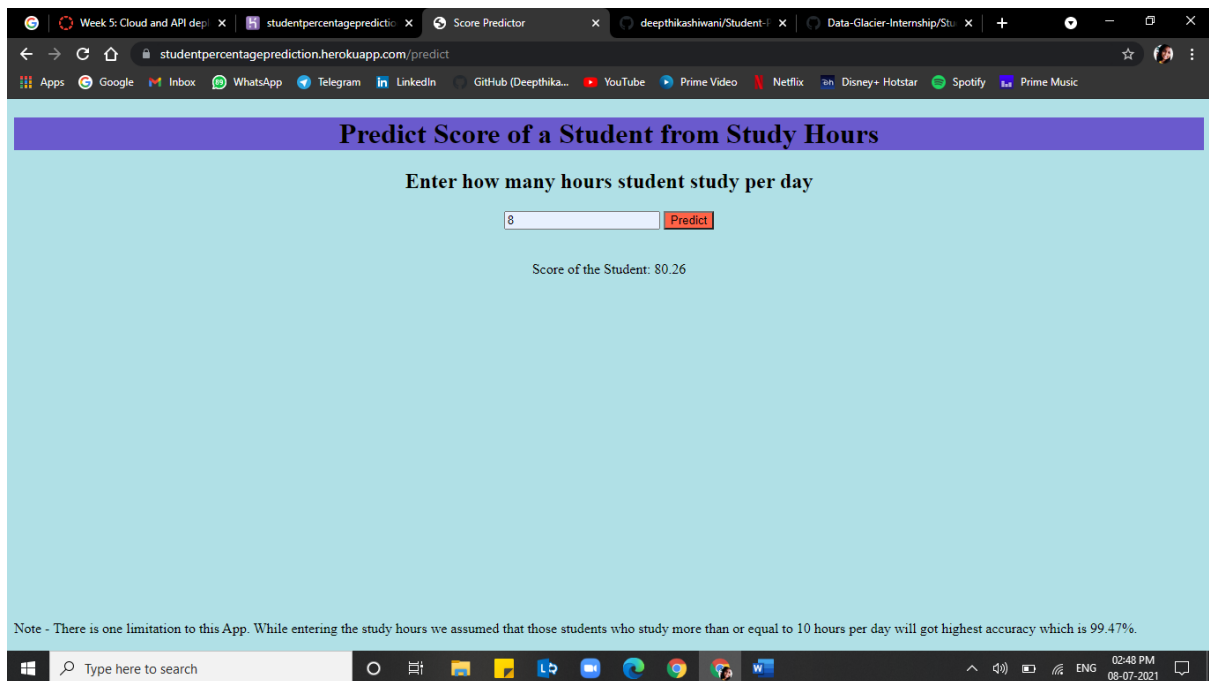 Week 5: Cloud and API dep
studentpercentagepredictio
Score Predictor
deepthikashiwani/Student-P
Data-Glacier-Internship/Stu
studentpercentageprediction.herokuapp.com/predict
Apps Google Inbox WhatsApp Telegram LinkedIn GitHub (Deepthika... YouTube Prime Video Netflix Disney+ Hotstar Spotify Prime Music
Predict Score of a Student from Study Hours
Enter how many hours student study per day
8 Predict
Score of the Student: 80.26
Note - There is one limitation to this App. While entering the study hours we assumed that those students who study more than or equal to 10 hours per day will got highest accuracy which is 99.47%.
Type here to search
ENG
02:48 PM
08-07-2021